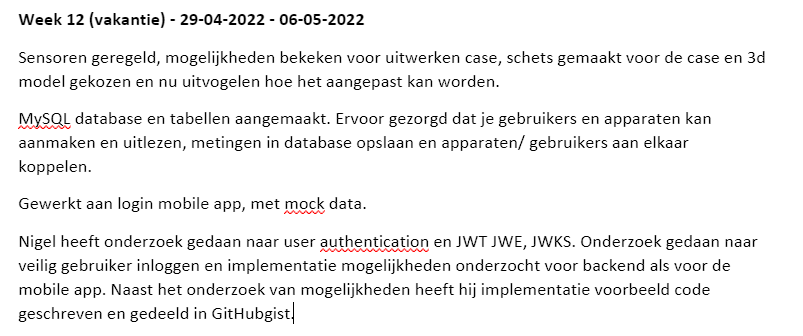 Week 12 (vakantie) - 29-04-2022 - 06-05-2022
Sensoren geregeld, mogelijkheden bekeken voor uitwerken case, schets gemaakt voor de case en 3d
model gekozen en nu uitvogelen hoe het aangepast kan worden.
MySQL database en tabellen aangemaakt. Ervoor gezorgd dat je gebruikers en apparaten kan
aanmaken en uitlezen, metingen in database opslaan en apparaten/ gebruikers aan elkaar
koppelen.
Gewerkt aan login mobile app, met mock data.
Nigel heeft onderzoek gedaan naar user authentication en JWT JWE, JWKS. Onderzoek gedaan naar
veilig gebruiker inloggen en implementatie mogelijkheden onderzocht voor backend als voor de
mobile app. Naast het onderzoek van mogelijkheden heeft hij implementatie voorbeeld code
geschreven en gedeeld in GitHubgist.